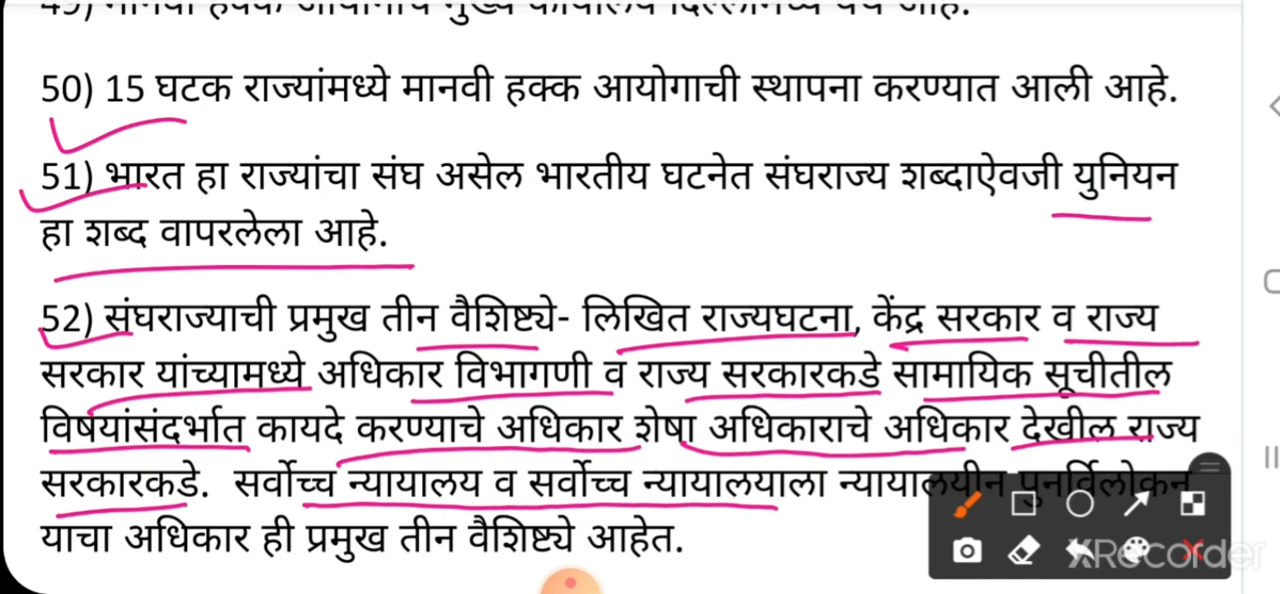 50) 15 घटक राज्यांमध्ये मानवी हक्क आयोगाची स्थापना करण्यात आली आहे.
51) भारत हा राज्यांचा संघ असेल भारतीय घटनेत संघराज्य शब्दाऐवजी युनियन
हा शब्द वापरलेला आहे.
52) संघराज्याची प्रमुख तीन वैशिष्ट्ये- लिखित राज्यघटना, केंद्र सरकार व राज्य
सरकार यांच्यामध्ये अधिकार विभागणी व राज्य सरकारकडे सामायिक सूचीतील
विषयांसंदर्भात कायदे करण्याचे अधिकार शेषा अधिकाराचे अधिकार देखील राज्य
सरकारकडे. सर्वोच्च न्यायालय व सर्वोच्च न्यायालयाला न्यायालयीन पुनर्विलोकन
याचा अधिकार ही प्रमुख तीन वैशिष्ट्ये आहेत.
XRecorder